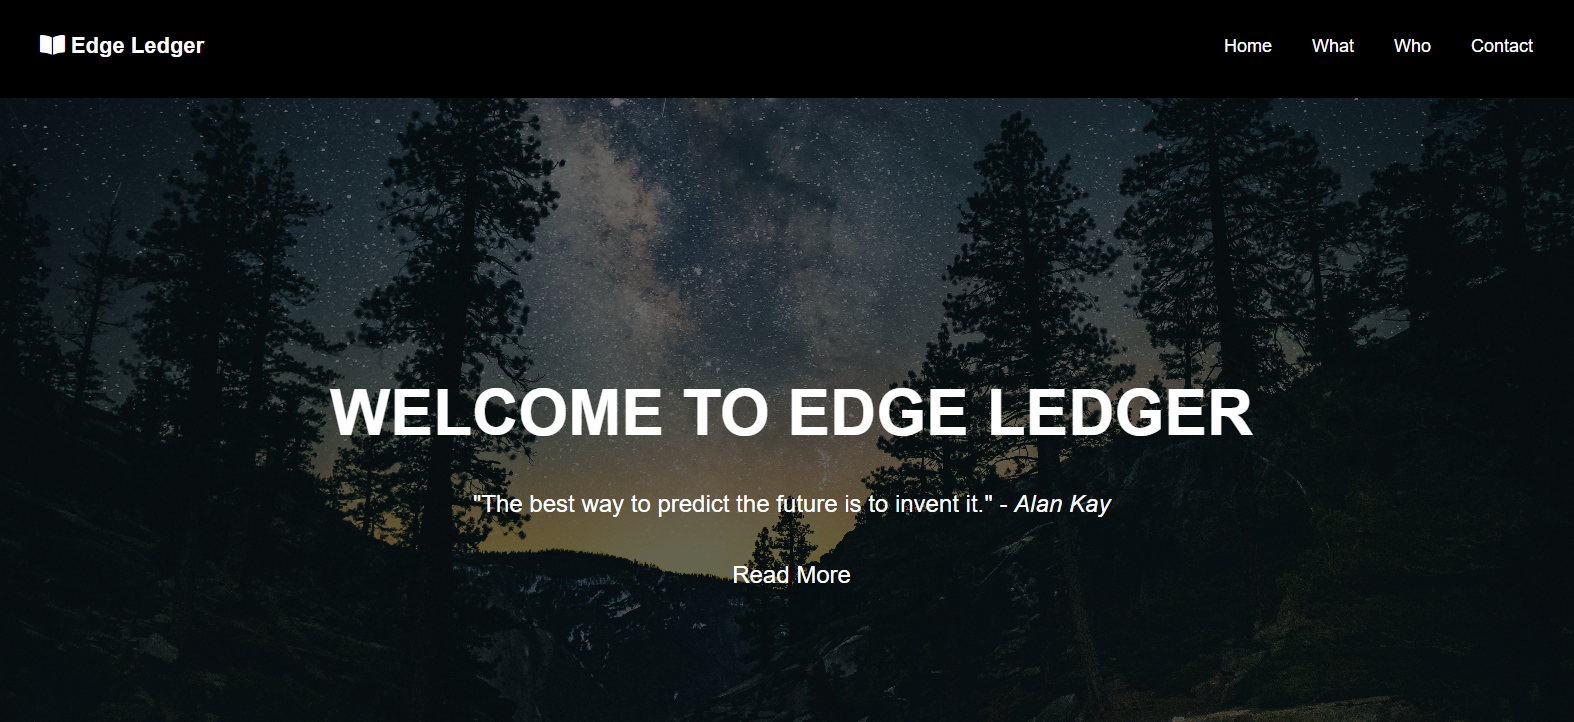 Edge Ledger
Home What Who Contact
WELCOME TO EDGE LEDGER
"The best way to predict the future is to invent it." - Alan Kay
Read More